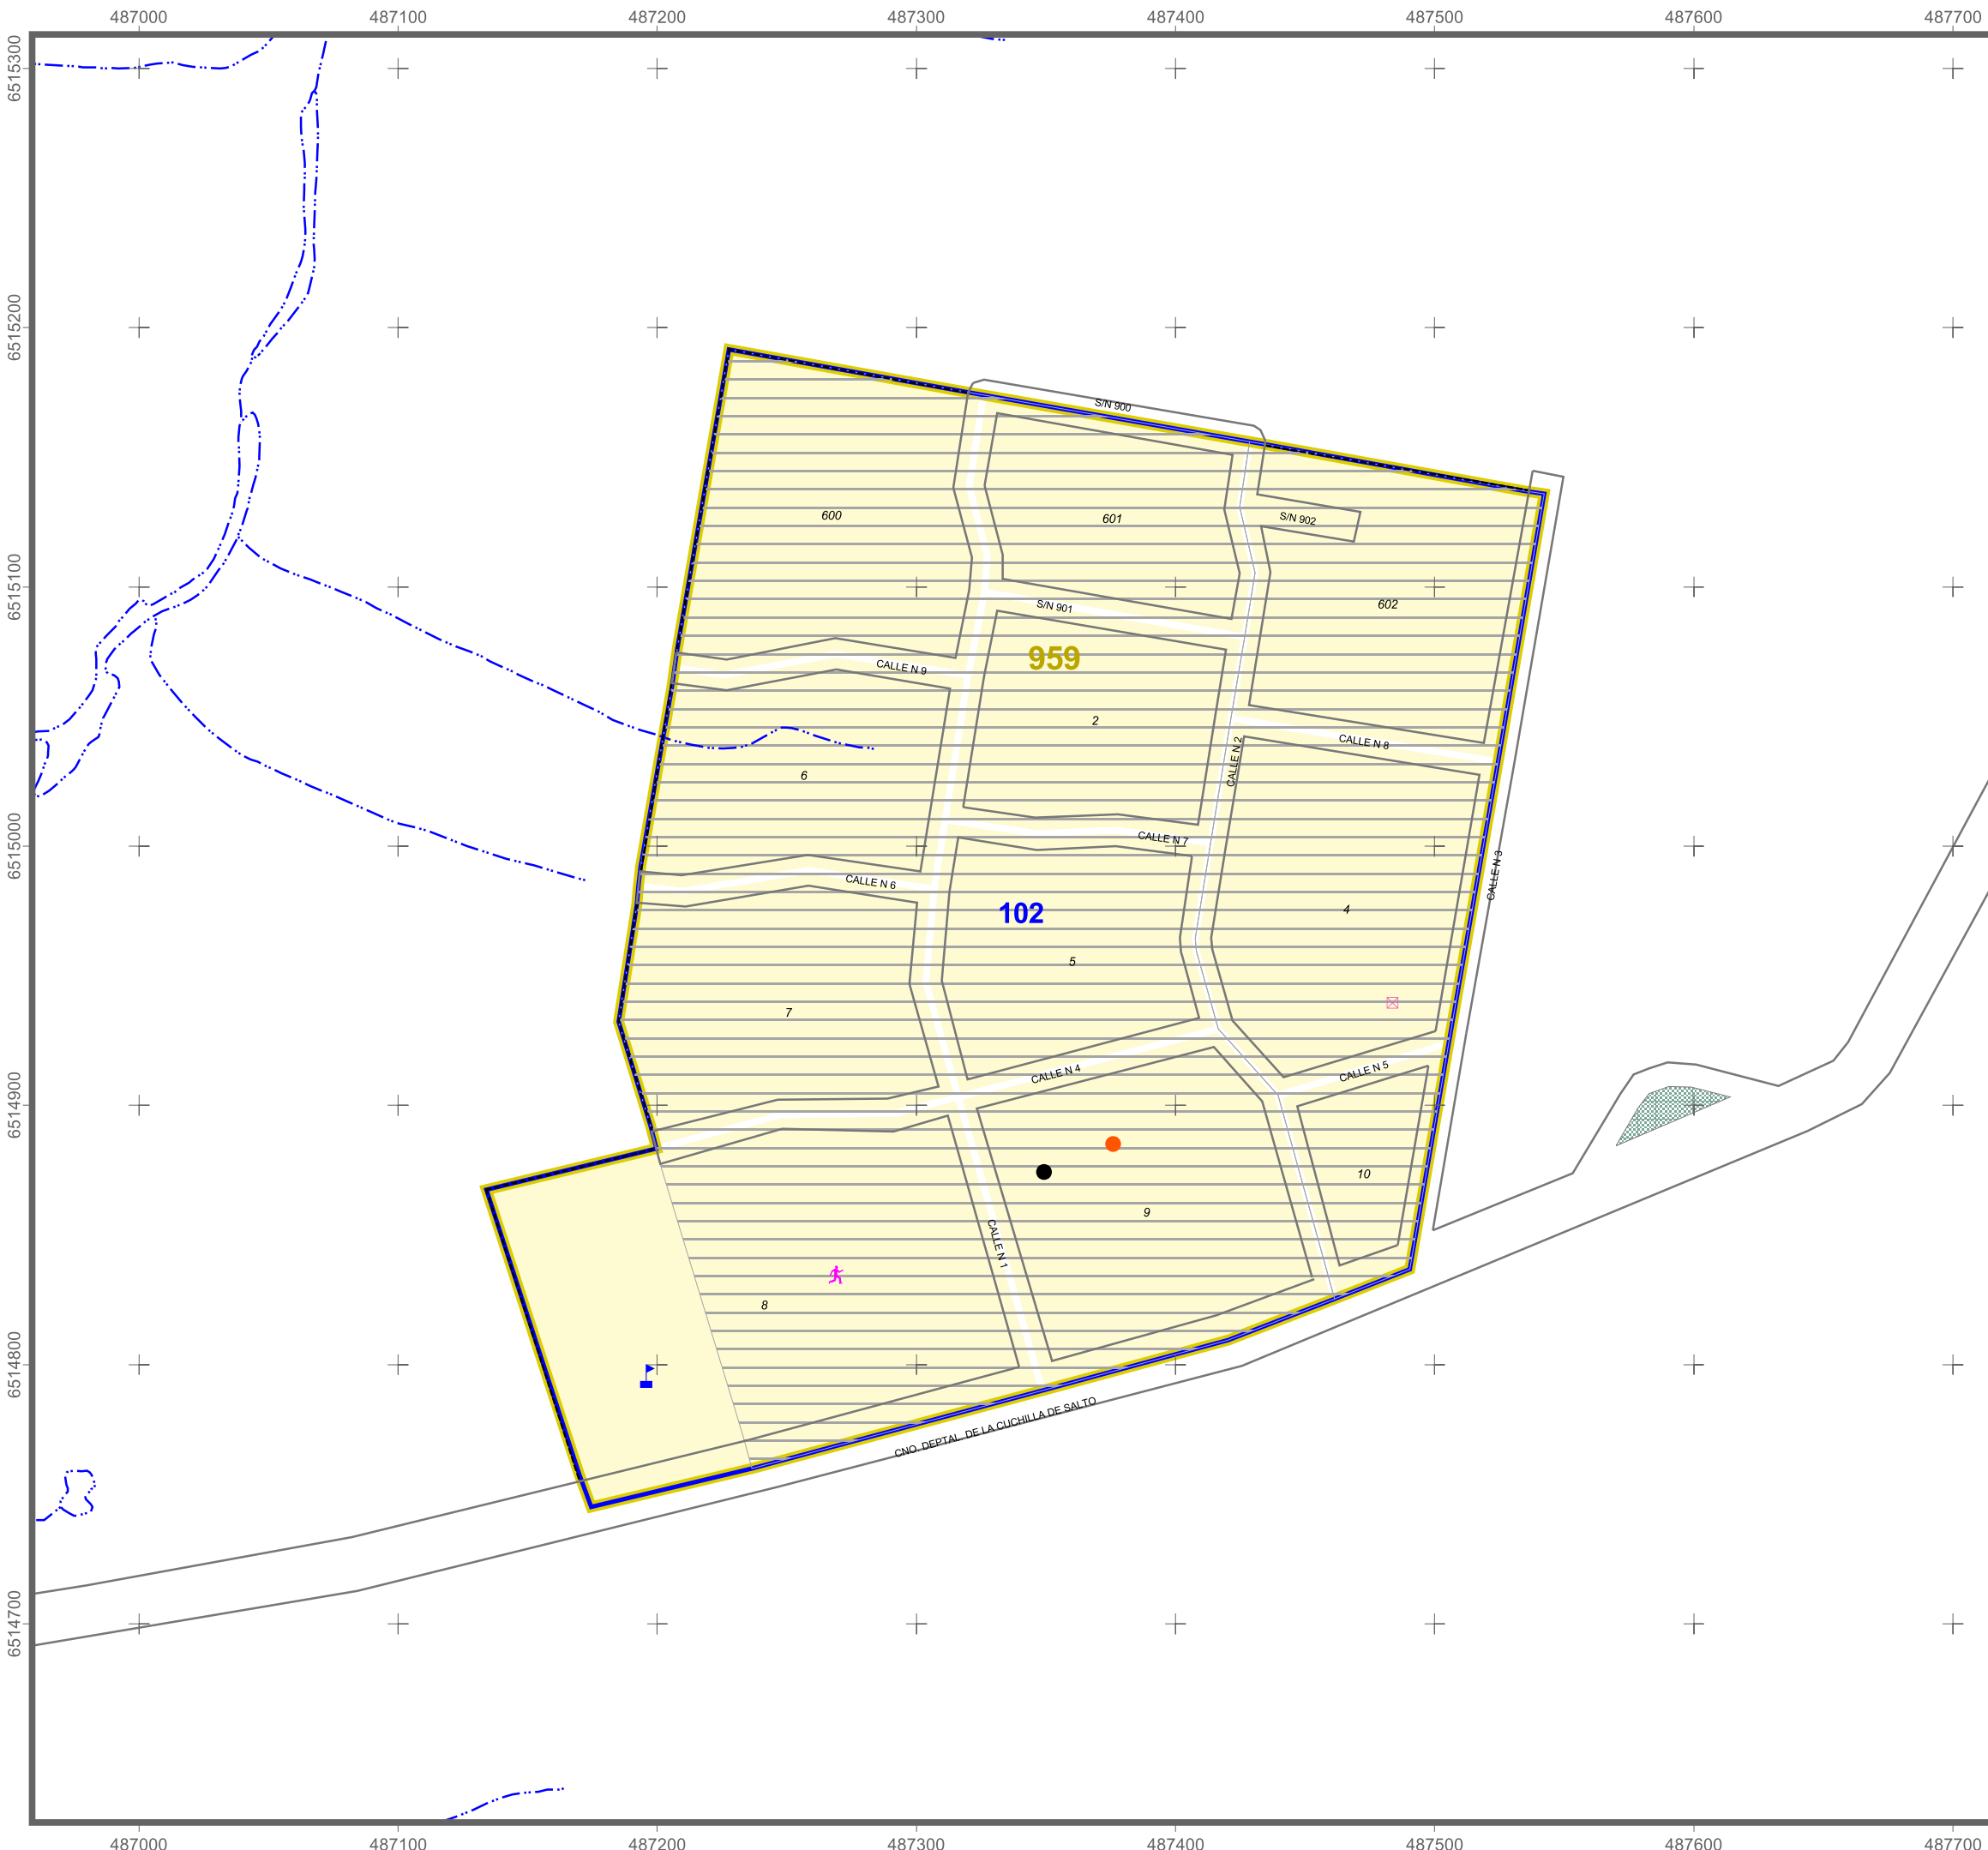 487000 487100 487200 487300 487400 487500 487600 487700
6515300
6515200
6515100
6515000
6514900
6514800
6514700
S/N 900
600
601
S/N 902
S/N 901
602
959
CALLE N 9
2
CALLE N 8
CALLE N 2
6
CALLE N 7
CALLE N 3
CALLE N 6
102
4
5
7
CALLE N 4
CALLE N 5
10
9
CALLE N 1
8
CNO. DEPTAL. DE LA CUCHILLA DE SALTO
487000 487100 487200 487300 487400 487500 487600 487700